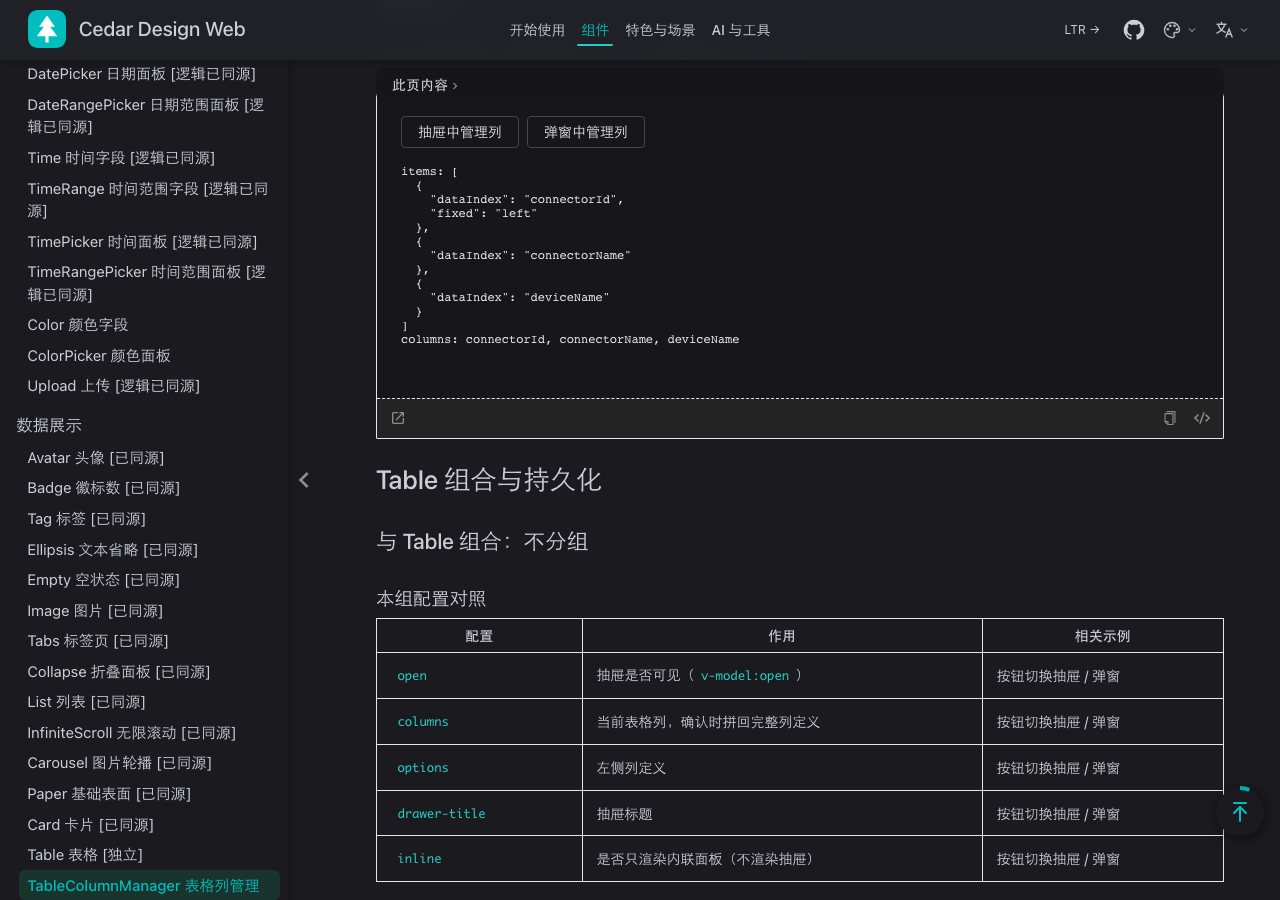 Cedar Design Web
开始使用 组件 特色与场景 AI 与工具
LTR →
DatePicker 日期面板 [逻辑已同源]
DateRangePicker 日期范围面板 [逻
辑已同源]
Time 时间字段 [逻辑已同源]
TimeRange 时间范围字段 [逻辑已同
源]
TimePicker 时间面板 [逻辑已同源]
TimeRangePicker 时间范围面板 [逻
辑已同源]
Color 颜色字段
ColorPicker 颜色面板
Upload 上传 [逻辑已同源]
数据展示
Avatar 头像 [已同源]
Badge 徽标数 [已同源]
Tag 标签 [已同源]
Ellipsis 文本省略 [已同源]
Empty 空状态 [已同源]
Image 图片 [已同源]
Tabs 标签页 [已同源]
Collapse 折叠面板 [已同源]
List 列表 [已同源]
InfiniteScroll 无限滚动 [已同源]
Carousel 图片轮播 [已同源]
Paper 基础表面 [已同源]
Card 卡片 [已同源]
Table 表格 [独立]
TableColumnManager 表格列管理
此页内容 ›
抽屉中管理列 弹窗中管理列
items: [
  {
    "dataIndex": "connectorId",
    "fixed": "left"
  },
  {
    "dataIndex": "connectorName"
  },
  {
    "dataIndex": "deviceName"
  }
]
columns: connectorId, connectorName, deviceName
Table 组合与持久化
与 Table 组合：不分组
本组配置对照
配置 作用 相关示例
open 抽屉是否可见（ v-model:open ） 按钮切换抽屉 / 弹窗
columns 当前表格列，确认时拼回完整列定义 按钮切换抽屉 / 弹窗
options 左侧列定义 按钮切换抽屉 / 弹窗
drawer-title 抽屉标题 按钮切换抽屉 / 弹窗
inline 是否只渲染内联面板（不渲染抽屉） 按钮切换抽屉 / 弹窗